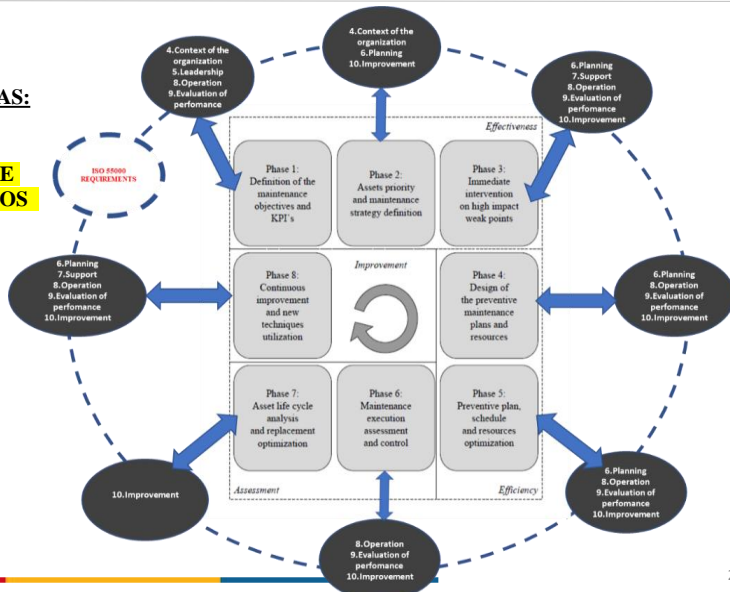 AS:
E
OS
ISO 55000
REQUIREMENTS
4.Context of the
organization
5.Leadership
8.Operation
9.Evaluation of
perfomance
4.Context of the
organization
6.Planning
10.Improvement
6.Planning
7.Support
8.Operation
9.Evaluation of
perfomance
10.Improvement
Effectiveness
Phase 1:
Definition of the
maintenance
objectives and
KPI´s
Phase 2:
Assets priority
and maintenance
strategy definition
Phase 3:
Immediate
intervention
on high impact
weak points
6.Planning
7.Support
8.Operation
9.Evaluation of
perfomance
10.Improvement
Phase 8:
Continuous
improvement
and new
techniques
utilization
Improvement
Phase 4:
Design of
the preventive
maintenance
plans and
resources
6.Planning
8.Operation
9.Evaluation of
perfomance
10.Improvement
Phase 7:
Asset life cycle
analysis
and replacement
optimization
Phase 6:
Maintenance
execution
assessment
and control
Phase 5:
Preventive plan,
schedule
and resources
optimization
Assessment
Efficiency
10.Improvement
8.Operation
9.Evaluation of
perfomance
10.Improvement
6.Planning
8.Operation
9.Evaluation of
perfomance
10.Improvement